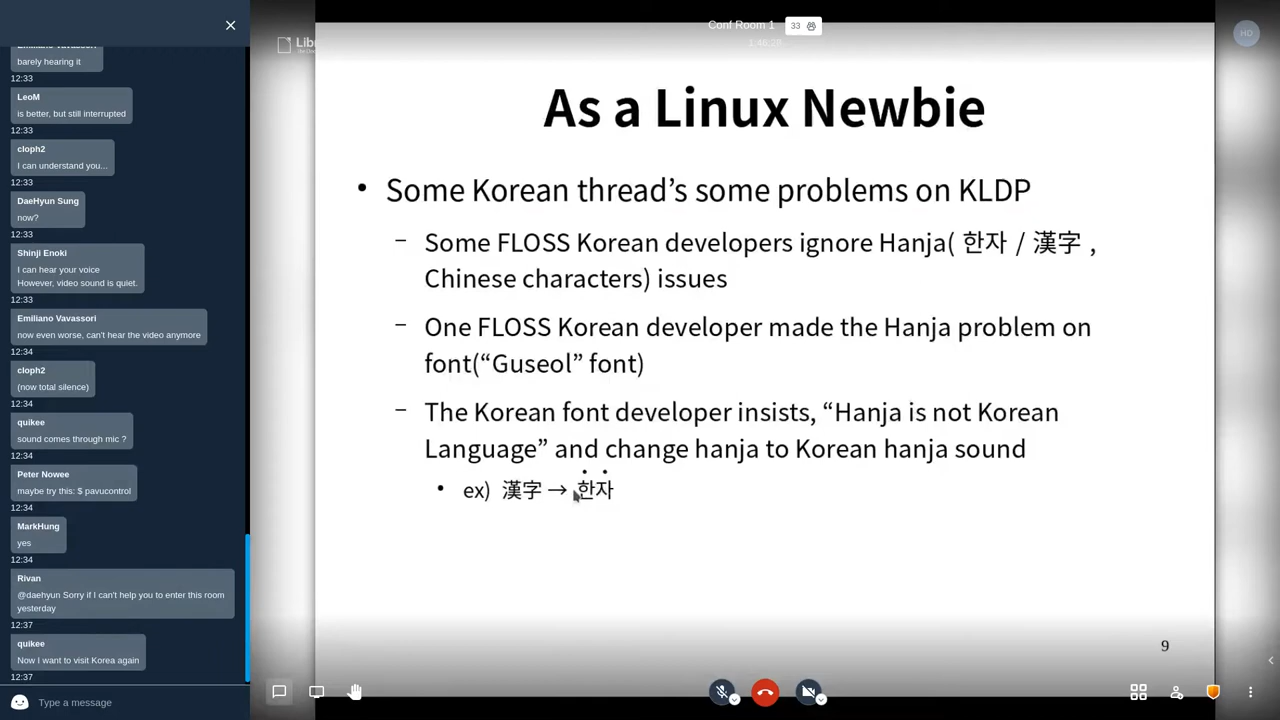 Emiliano Vavassori
barely hearing it
12:33
LeoM
is better, but still interrupted
12:33
cloph2
I can understand you...
12:33
DaeHyun Sung
now?
12:33
Shinji Enoki
I can hear your voice
However, video sound is quiet.
12:33
Emiliano Vavassori
now even worse, can't hear the video anymore
12:34
cloph2
(now total silence)
12:34
quikee
sound comes through mic ?
12:34
Peter Nowee
maybe try this: $ pavucontrol
12:34
MarkHung
yes
12:34
Rivan
@daehyun Sorry if I can't help you to enter this room
yesterday
12:37
quikee
Now I want to visit Korea again
12:37
Type a message
Conf Room 1 33
1:46:28
Libr
HD
As a Linux Newbie
• Some Korean thread’s some problems on KLDP
– Some FLOSS Korean developers ignore Hanja( 한자 / 漢字 ,
Chinese characters) issues
– One FLOSS Korean developer made the Hanja problem on
font(“Guseol” font)
– The Korean font developer insists, “Hanja is not Korean
Language” and change hanja to Korean hanja sound
• ex) 漢字 → 한자
9